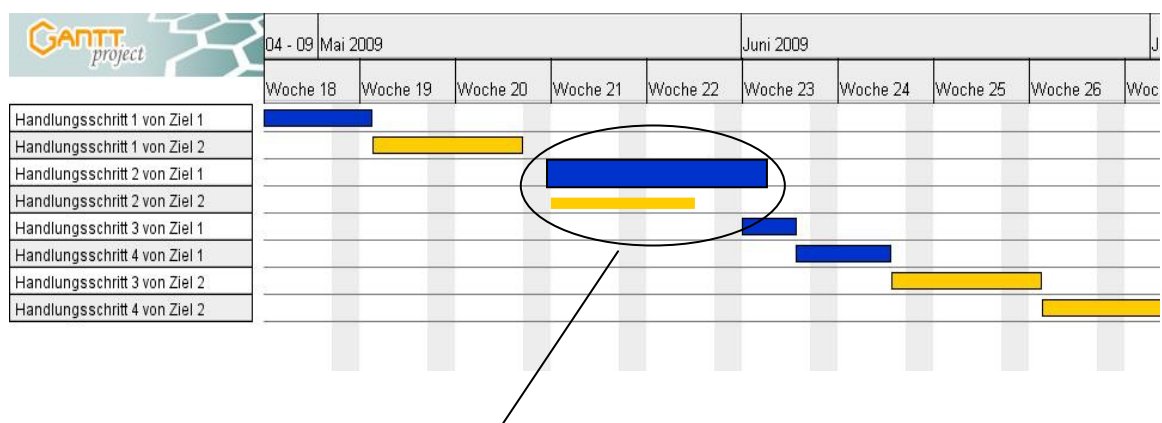 GANTT
project
04 - 09 Mai 2009 Juni 2009 J
Woche 18 Woche 19 Woche 20 Woche 21 Woche 22 Woche 23 Woche 24 Woche 25 Woche 26 Woc
Handlungsschritt 1 von Ziel 1
Handlungsschritt 1 von Ziel 2
Handlungsschritt 2 von Ziel 1
Handlungsschritt 2 von Ziel 2
Handlungsschritt 3 von Ziel 1
Handlungsschritt 4 von Ziel 1
Handlungsschritt 3 von Ziel 2
Handlungsschritt 4 von Ziel 2